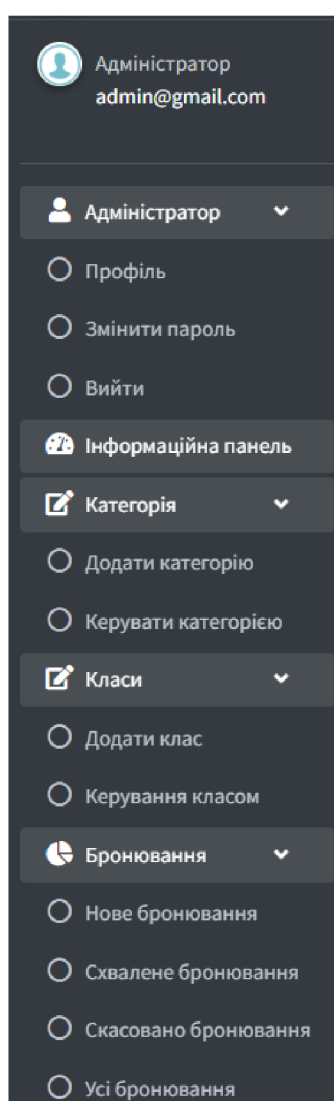 Адміністратор
admin@gmail.com
Адміністратор
Профіль
Змінити пароль
Вийти
Інформаційна панель
Категорія
Додати категорію
Керувати категорією
Класи
Додати клас
Керування класом
Бронювання
Нове бронювання
Схвалене бронювання
Скасовано бронювання
Усі бронювання